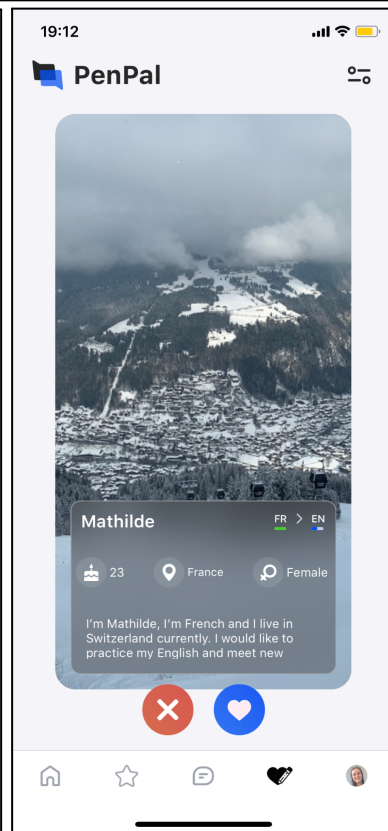 19:12
PenPal
Mathilde
FR > EN
23
France
Female
I'm Mathilde, I'm French and I live in
Switzerland currently. I would like to
practice my English and meet new